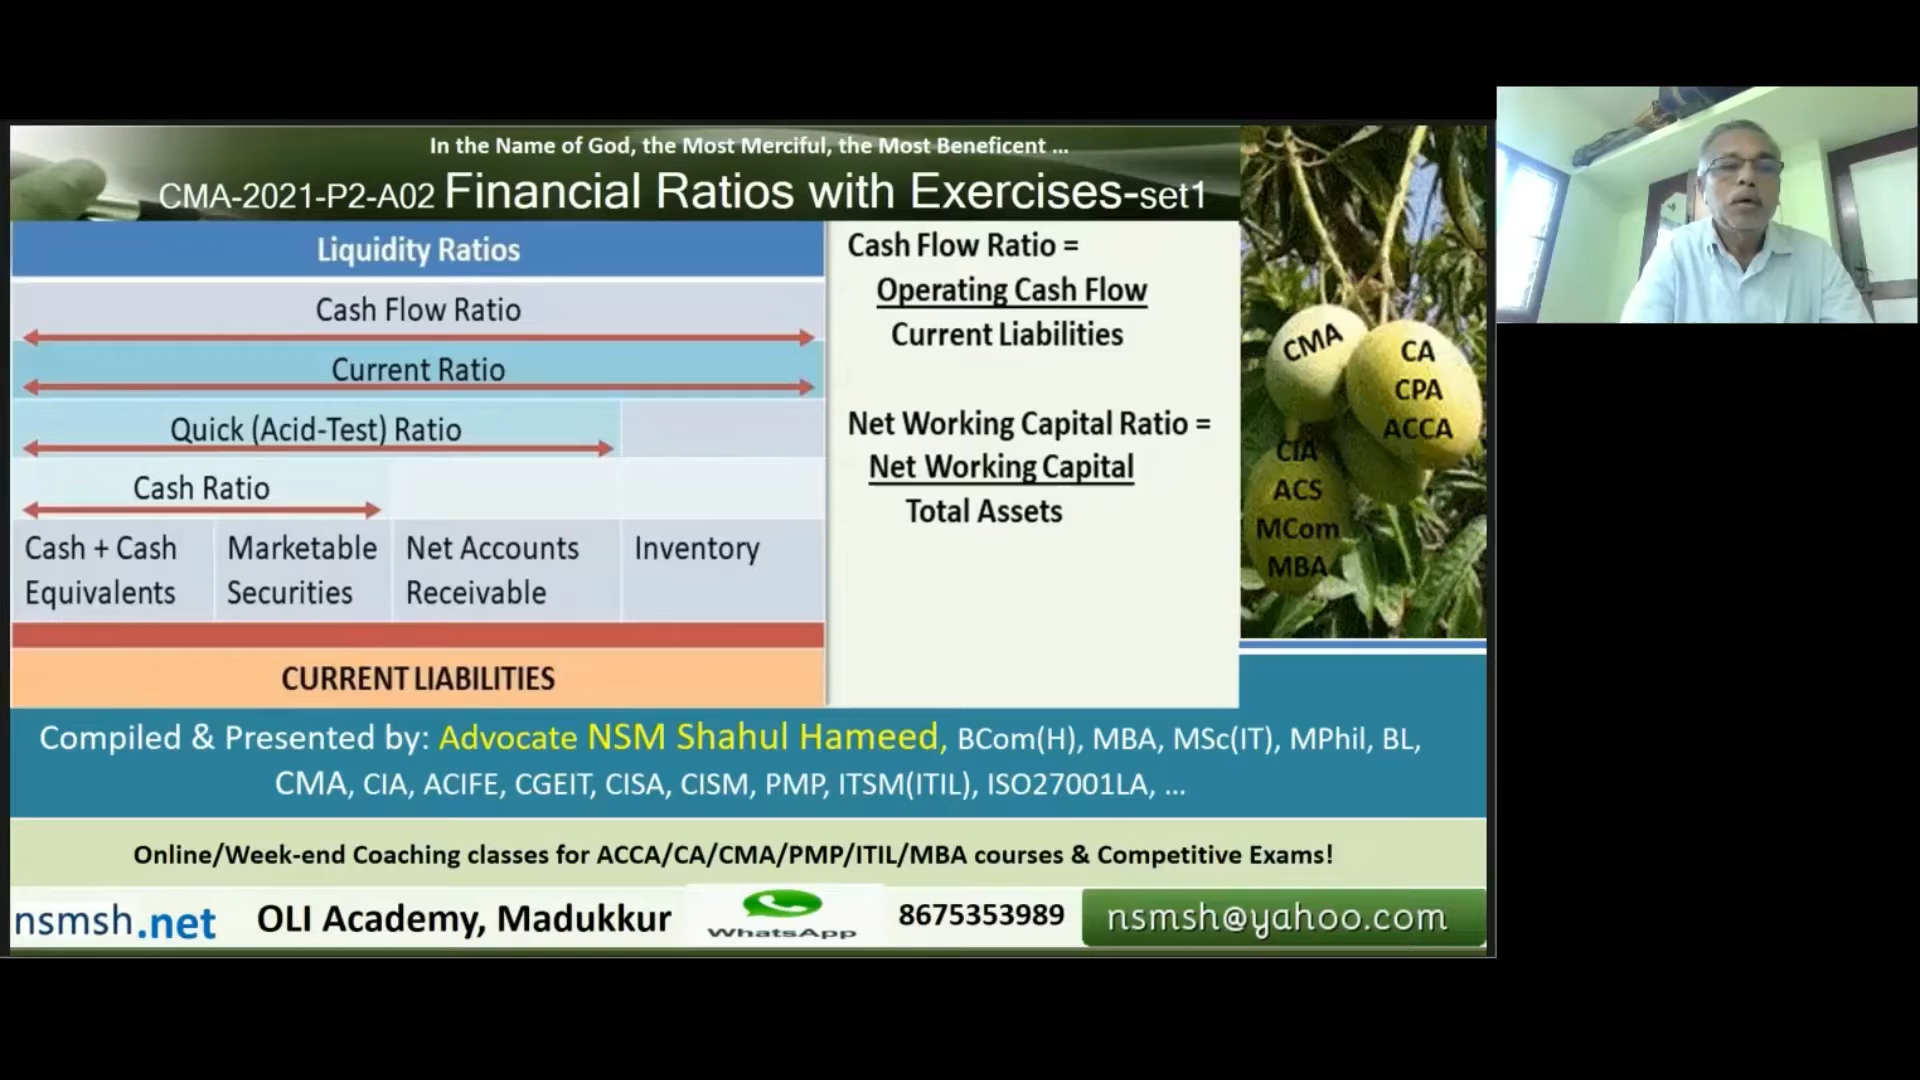 In the Name of God, the Most Merciful, the Most Beneficent ...
CMA-2021-P2-A02 Financial Ratios with Exercises-set1
Liquidity Ratios
Cash Flow Ratio
Current Ratio
Quick (Acid-Test) Ratio
Cash Ratio
Cash + Cash
Equivalents
Marketable
Securities
Net Accounts
Receivable
Inventory
CURRENT LIABILITIES
Cash Flow Ratio =
Operating Cash Flow
Current Liabilities
Net Working Capital Ratio =
Net Working Capital
Total Assets
CMA
CA
CPA
ACCA
CIA
ACS
MCom
MBA
Compiled & Presented by: Advocate NSM Shahul Hameed, BCom(H), MBA, MSc(IT), MPhil, BL,
CMA, CIA, ACIFE, CGEIT, CISA, CISM, PMP, ITSM(ITIL), ISO27001LA, ...
Online/Week-end Coaching classes for ACCA/CA/CMA/PMP/ITIL/MBA courses & Competitive Exams!
nsmsh.net
OLI Academy, Madukkur
WhatsApp
8675353989
nsmsh@yahoo.com